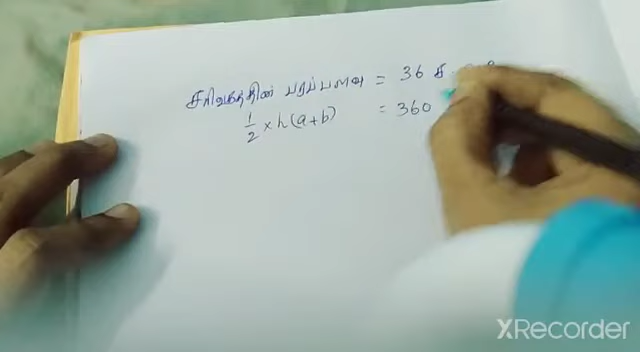 சரிவகத்தின் பரப்பளவு = 36 ச
1/2 × h(a+b) = 360
XRecorder